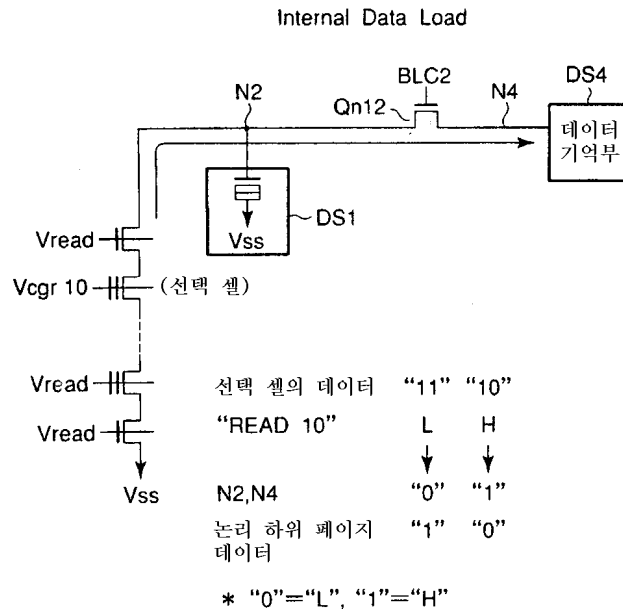 Internal Data Load
BLC2
DS4
N2
Qn12
N4
데이터
기억부
DS1
Vss
Vread
Vcgr 10
(선택 셀)
Vread
선택 셀의 데이터 “11” “10”
Vread
“READ 10” L H
Vss
N2,N4 “0” “1”
논리 하위 페이지 “1” “0”
데이터
* “0”=“L”, “1”=“H”